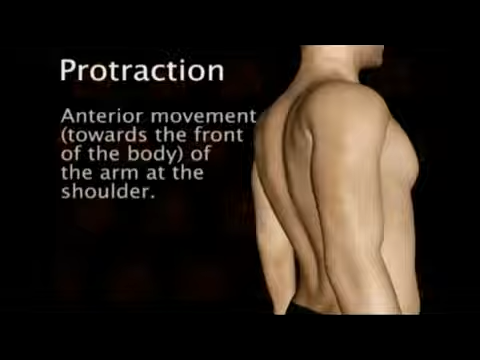 Protraction
Anterior movement
(towards the front
of the body) of
the arm at the
shoulder.